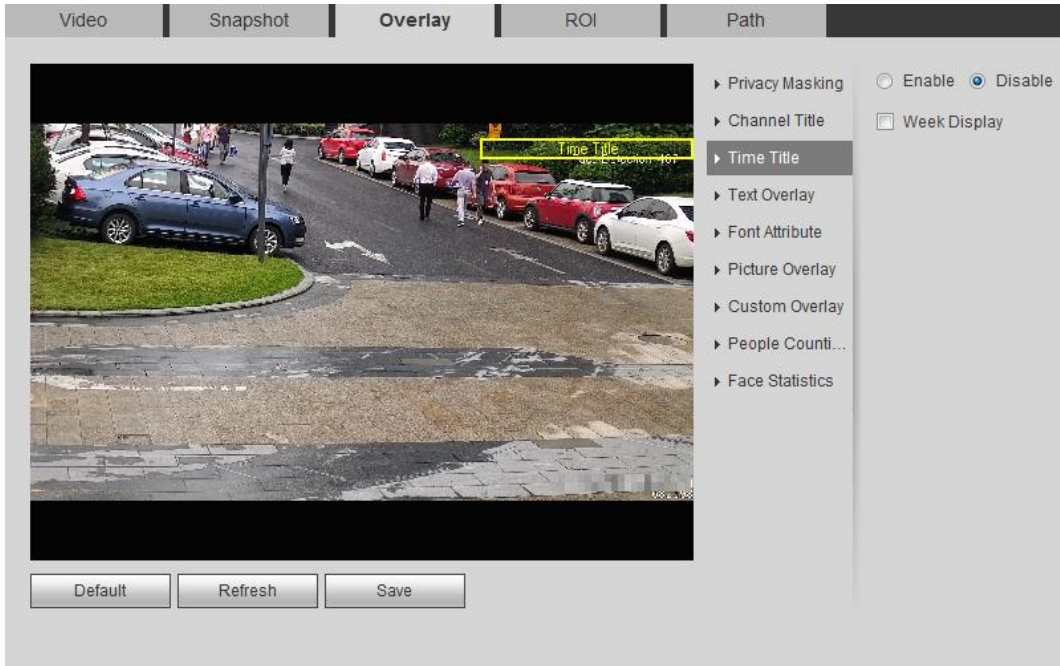 Video Snapshot Overlay ROI Path
Time Title
Privacy Masking
Channel Title
Time Title
Text Overlay
Font Attribute
Picture Overlay
Custom Overlay
People Counti...
Face Statistics
Enable Disable
Week Display
Default Refresh Save